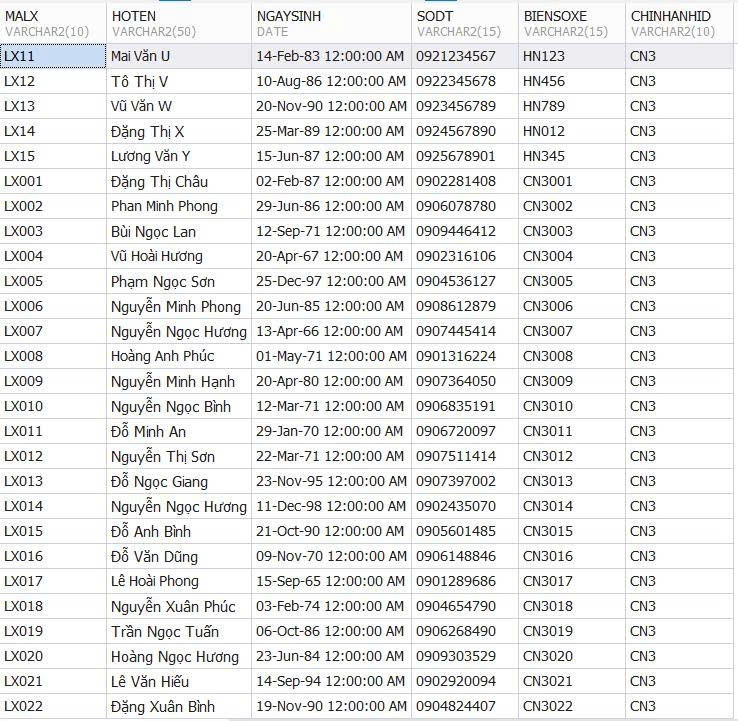 MALX HOTEN NGAYSINH SODT BIENSOXE CHINHANHID
VARCHAR2(10) VARCHAR2(50) DATE VARCHAR2(15) VARCHAR2(15) VARCHAR2(10)
LX11 Mai Văn U 14-Feb-83 12:00:00 AM 0921234567 HN123 CN3
LX12 Tô Thị V 10-Aug-86 12:00:00 AM 0922345678 HN456 CN3
LX13 Vũ Văn W 20-Nov-90 12:00:00 AM 0923456789 HN789 CN3
LX14 Đặng Thị X 25-Mar-89 12:00:00 AM 0924567890 HN012 CN3
LX15 Lương Văn Y 15-Jun-87 12:00:00 AM 0925678901 HN345 CN3
LX001 Đặng Thị Châu 02-Feb-87 12:00:00 AM 0902281408 CN3001 CN3
LX002 Phan Minh Phong 29-Jun-86 12:00:00 AM 0906078780 CN3002 CN3
LX003 Bùi Ngọc Lan 12-Sep-71 12:00:00 AM 0909446412 CN3003 CN3
LX004 Vũ Hoài Hương 20-Apr-67 12:00:00 AM 0902316106 CN3004 CN3
LX005 Phạm Ngọc Sơn 25-Dec-97 12:00:00 AM 0904536127 CN3005 CN3
LX006 Nguyễn Minh Phong 20-Jun-85 12:00:00 AM 0908612879 CN3006 CN3
LX007 Nguyễn Ngọc Hương 13-Apr-66 12:00:00 AM 0907445414 CN3007 CN3
LX008 Hoàng Anh Phúc 01-May-71 12:00:00 AM 0901316224 CN3008 CN3
LX009 Nguyễn Minh Hạnh 20-Apr-80 12:00:00 AM 0907364050 CN3009 CN3
LX010 Nguyễn Ngọc Bình 12-Mar-71 12:00:00 AM 0906835191 CN3010 CN3
LX011 Đỗ Minh An 29-Jan-70 12:00:00 AM 0906720097 CN3011 CN3
LX012 Nguyễn Thị Sơn 22-Mar-71 12:00:00 AM 0907511414 CN3012 CN3
LX013 Đỗ Ngọc Giang 23-Nov-95 12:00:00 AM 0907397002 CN3013 CN3
LX014 Nguyễn Ngọc Hương 11-Dec-98 12:00:00 AM 0902435070 CN3014 CN3
LX015 Đỗ Anh Bình 21-Oct-90 12:00:00 AM 0905601485 CN3015 CN3
LX016 Đỗ Văn Dũng 09-Nov-70 12:00:00 AM 0906148846 CN3016 CN3
LX017 Lê Hoài Phong 15-Sep-65 12:00:00 AM 0901289686 CN3017 CN3
LX018 Nguyễn Xuân Phúc 03-Feb-74 12:00:00 AM 0904654790 CN3018 CN3
LX019 Trần Ngọc Tuấn 06-Oct-86 12:00:00 AM 0906268490 CN3019 CN3
LX020 Hoàng Ngọc Hương 23-Jun-84 12:00:00 AM 0909303529 CN3020 CN3
LX021 Lê Văn Hiếu 14-Sep-94 12:00:00 AM 0902920094 CN3021 CN3
LX022 Đặng Xuân Bình 19-Nov-90 12:00:00 AM 0904824407 CN3022 CN3